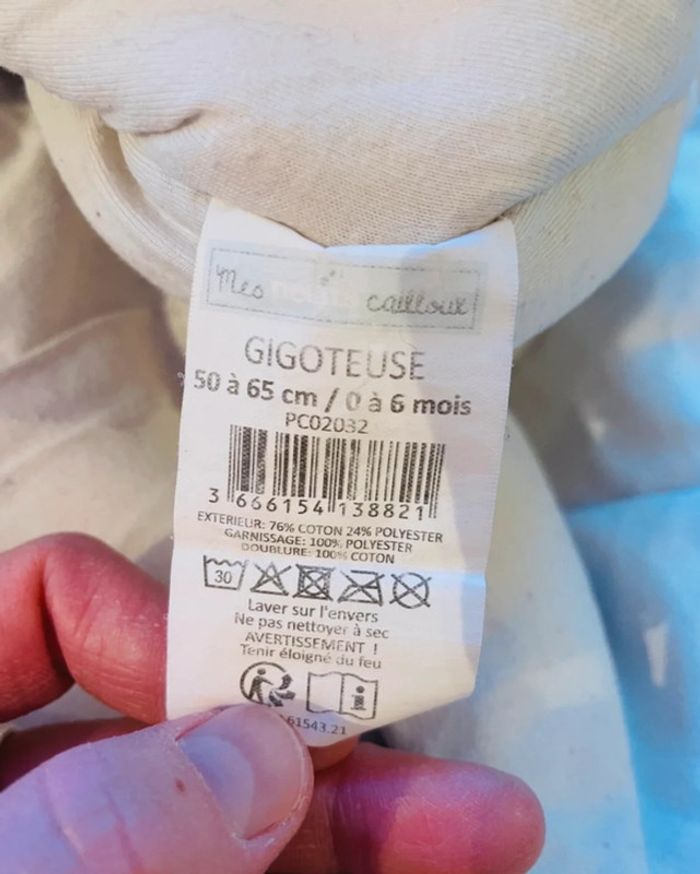 Mes cailloux
GIGOTEUSE
50 à 65 cm / 0 à 6 mois
PC02032
3 666154 138821
EXTERIEUR: 76% COTON 24% POLYESTER
GARNISSAGE: 100% POLYESTER
DOUBLURE: 100% COTON
30
Laver sur l'envers
Ne pas nettoyer à sec
AVERTISSEMENT !
Tenir éloigné du feu
61543.21